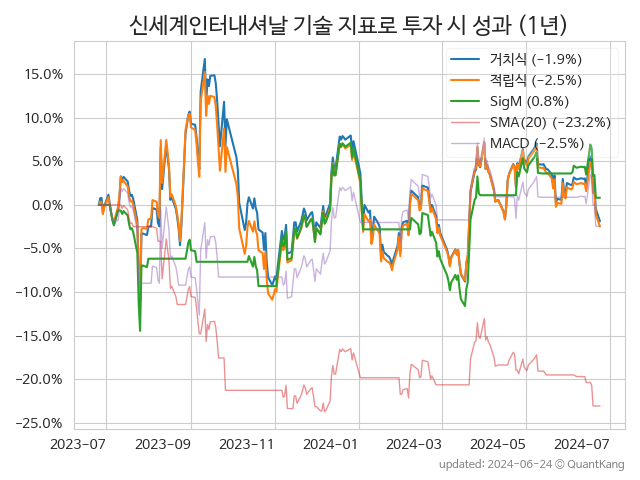 신세계인터내셔날 기술 지표로 투자 시 성과 (1년)
거치식 (-1.9%)
적립식 (-2.5%)
SigM (0.8%)
SMA(20) (-23.2%)
MACD (-2.5%)
15.0%
10.0%
5.0%
0.0%
-5.0%
-10.0%
-15.0%
-20.0%
-25.0%
2023-07 2023-09 2023-11 2024-01 2024-03 2024-05 2024-07
updated: 2024-06-24 ⓒ QuantKang